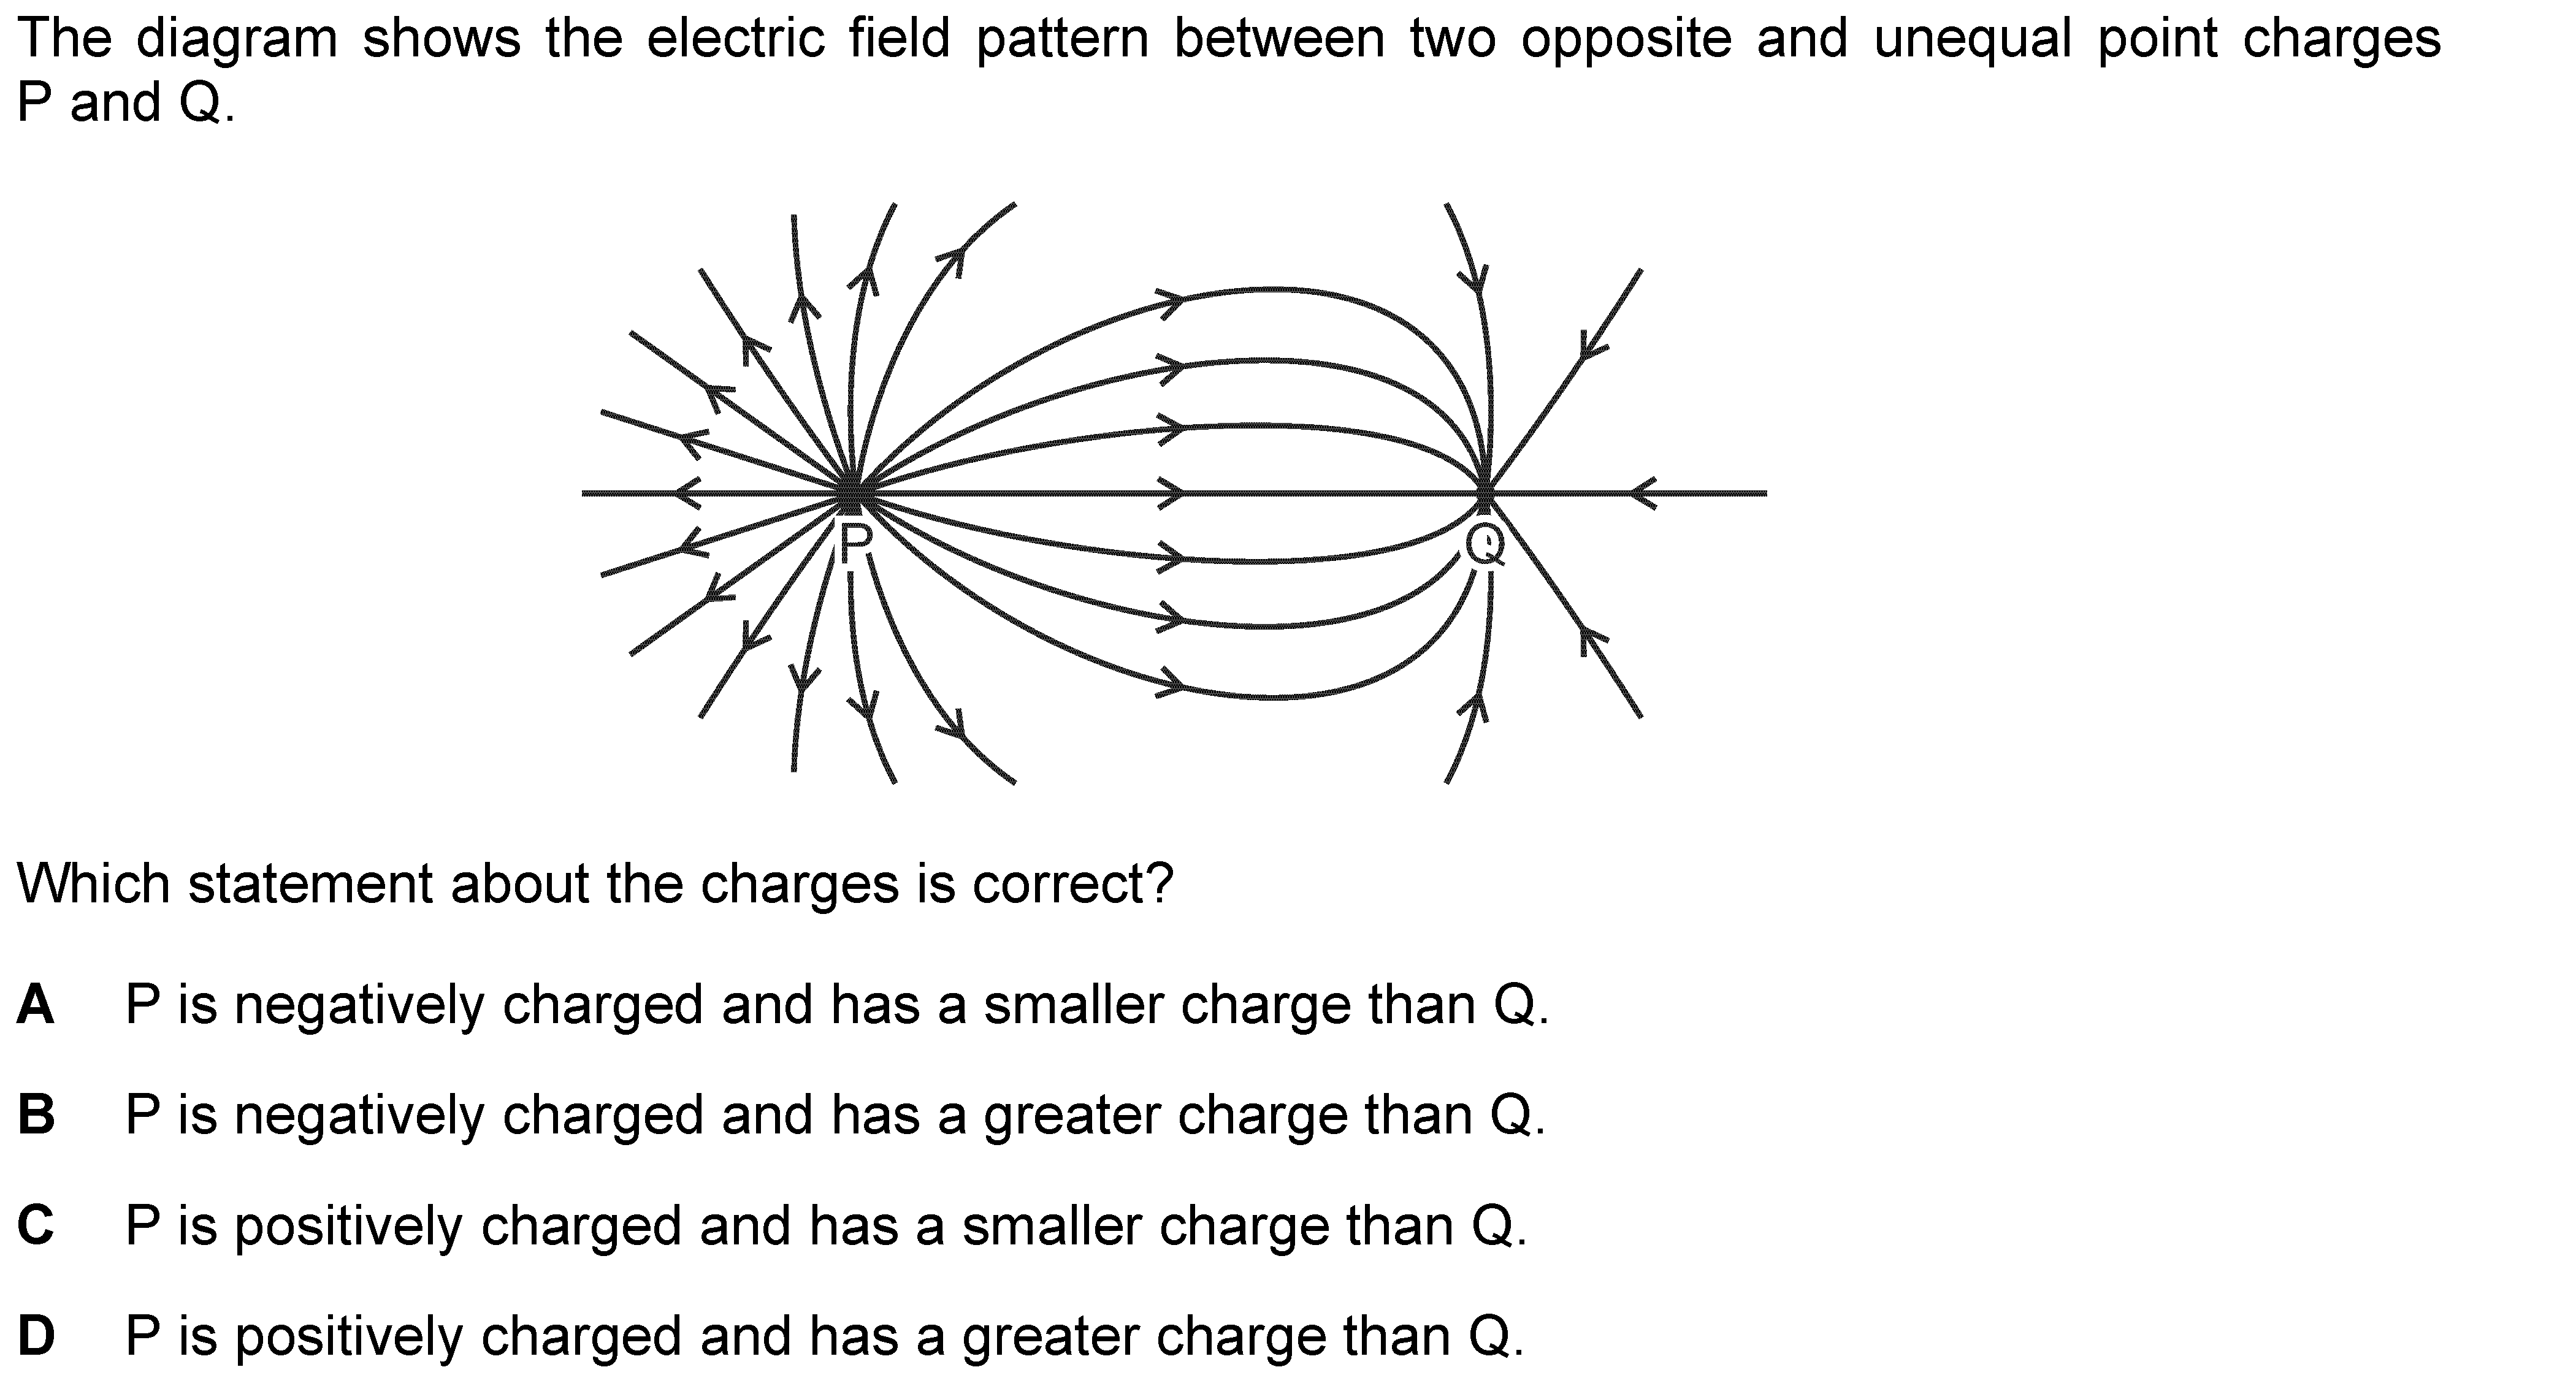 The diagram shows the electric field pattern between two opposite and unequal point charges
P and Q.
P
Q
Which statement about the charges is correct?
A P is negatively charged and has a smaller charge than Q.
B P is negatively charged and has a greater charge than Q.
C P is positively charged and has a smaller charge than Q.
D P is positively charged and has a greater charge than Q.